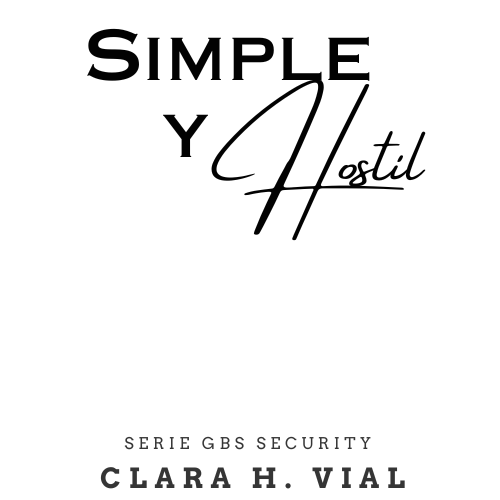 SIMPLE
Y Hostil
SERIE GBS SECURITY
CLARA H. VIAL